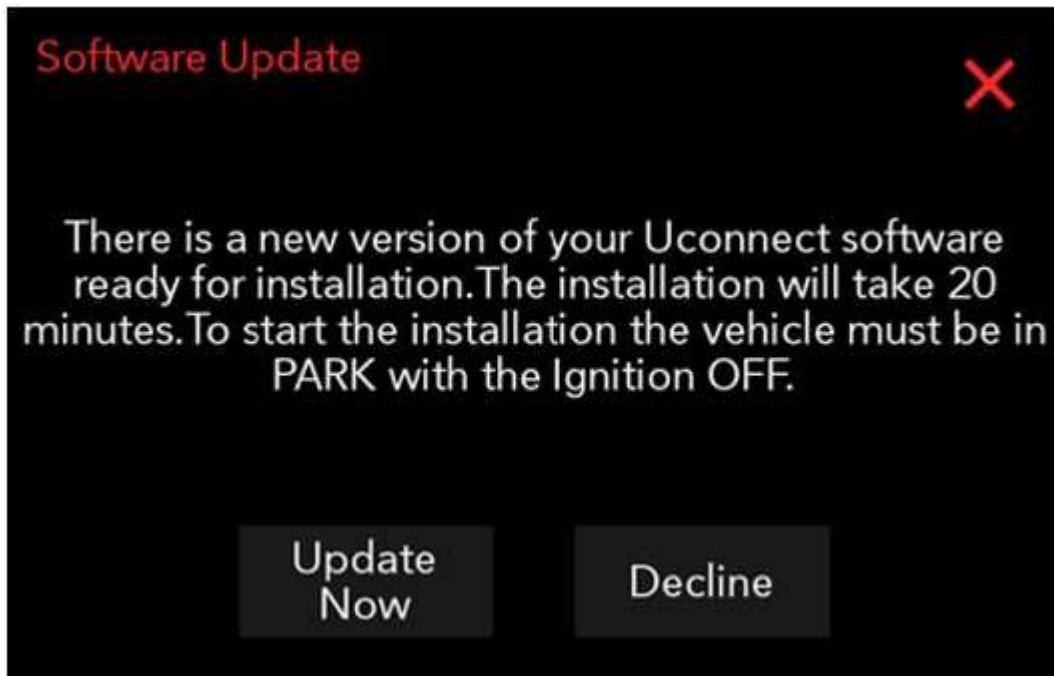 Software Update
There is a new version of your Uconnect software
ready for installation.The installation will take 20
minutes.To start the installation the vehicle must be in
PARK with the Ignition OFF.
Update
Now
Decline